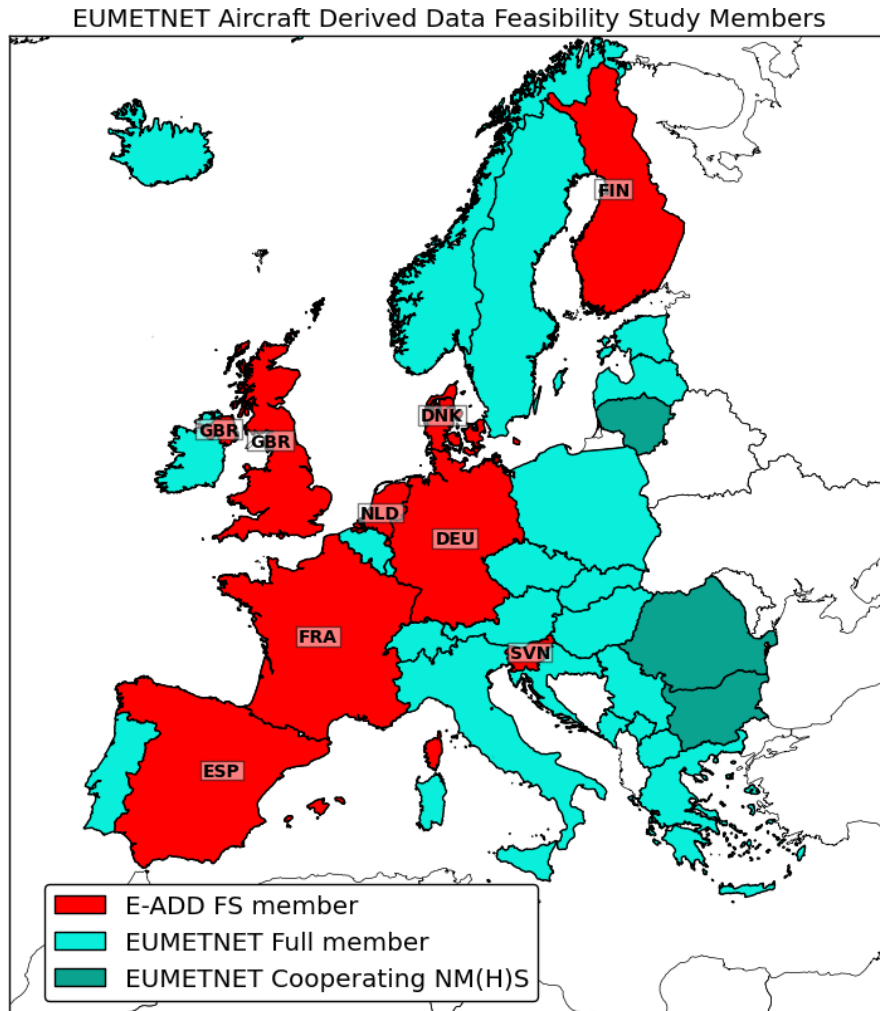 EUMETNET Aircraft Derived Data Feasibility Study Members
FIN
DNK
GBR
GBR
NLD
DEU
FRA
SVN
ESP
E-ADD FS member
EUMETNET Full member
EUMETNET Cooperating NM(H)S